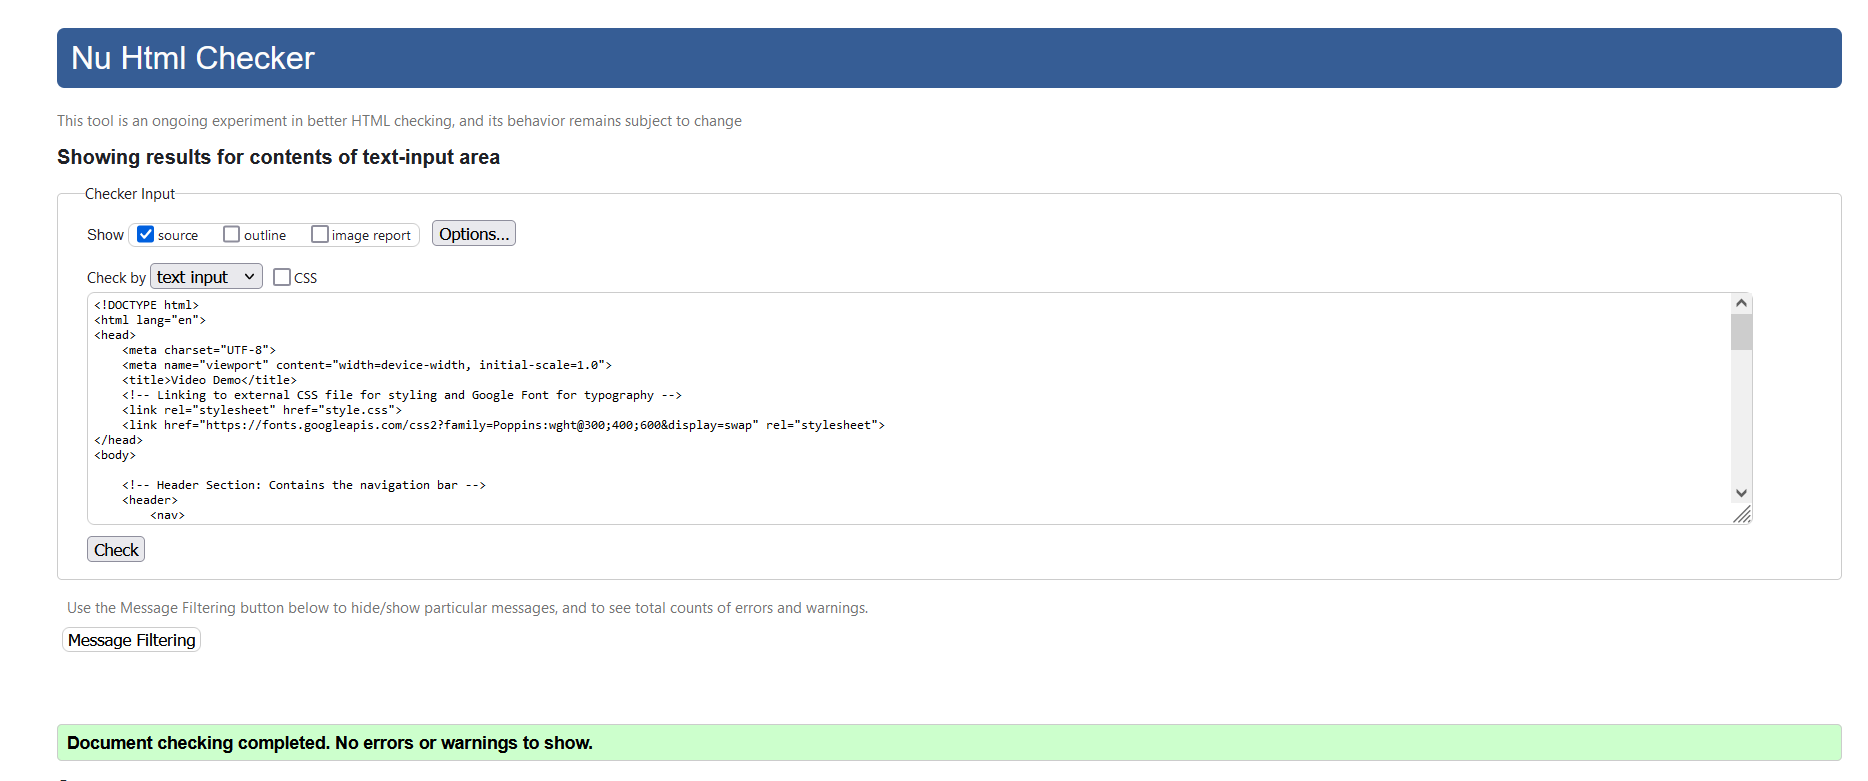 Nu Html Checker
This tool is an ongoing experiment in better HTML checking, and its behavior remains subject to change
Showing results for contents of text-input area
Checker Input
Show source outline image report Options...
Check by text input CSS
<!DOCTYPE html>
<html lang="en">
<head>
    <meta charset="UTF-8">
    <meta name="viewport" content="width=device-width, initial-scale=1.0">
    <title>Video Demo</title>
    <!-- Linking to external CSS file for styling and Google Font for typography -->
    <link rel="stylesheet" href="style.css">
    <link href="https://fonts.googleapis.com/css2?family=Poppins:wght@300;400;600&display=swap" rel="stylesheet">
</head>
<body>
    <!-- Header Section: Contains the navigation bar -->
    <header>
        <nav>
Check
Use the Message Filtering button below to hide/show particular messages, and to see total counts of errors and warnings.
Message Filtering
Document checking completed. No errors or warnings to show.